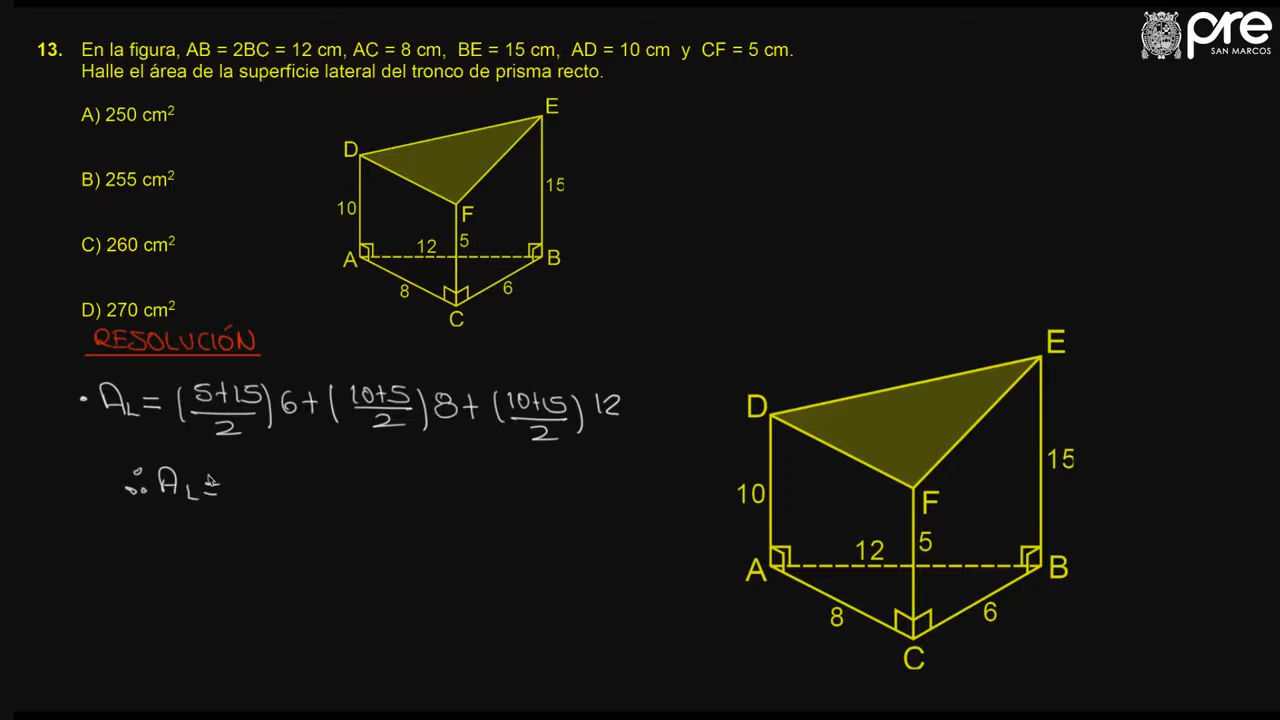 pre
SAN MARCOS
13. En la figura, AB = 2BC = 12 cm, AC = 8 cm, BE = 15 cm, AD = 10 cm y CF = 5 cm.
Halle el área de la superficie lateral del tronco de prisma recto.
A) 250 cm²
B) 255 cm²
C) 260 cm²
D) 270 cm²
E
D
15
10
F
5
12
A
B
8
6
C
RESOLUCIÓN
• A_L = ((5+15)/2) 6 + ((10+5)/2) 8 + ((10+15)/2) 12
∴ A_L =
E
D
15
10
F
5
12
A
B
8
6
C